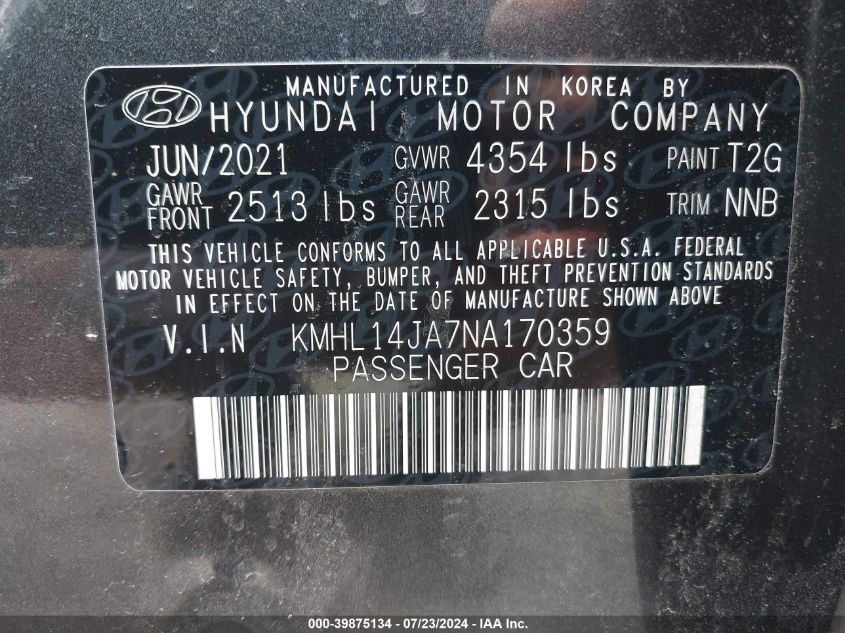 MANUFACTURED IN KOREA BY
HYUNDAI MOTOR COMPANY
JUN/2021 GVWR 4354 lbs PAINT T2G
GAWR FRONT 2513 lbs GAWR REAR 2315 lbs TRIM NNB
THIS VEHICLE CONFORMS TO ALL APPLICABLE U.S.A. FEDERAL
MOTOR VEHICLE SAFETY, BUMPER, AND THEFT PREVENTION STANDARDS
IN EFFECT ON THE DATE OF MANUFACTURE SHOWN ABOVE
V.I.N KMHL14JA7NA170359
PASSENGER CAR
000-39875134 - 07/23/2024 - IAA, Inc.